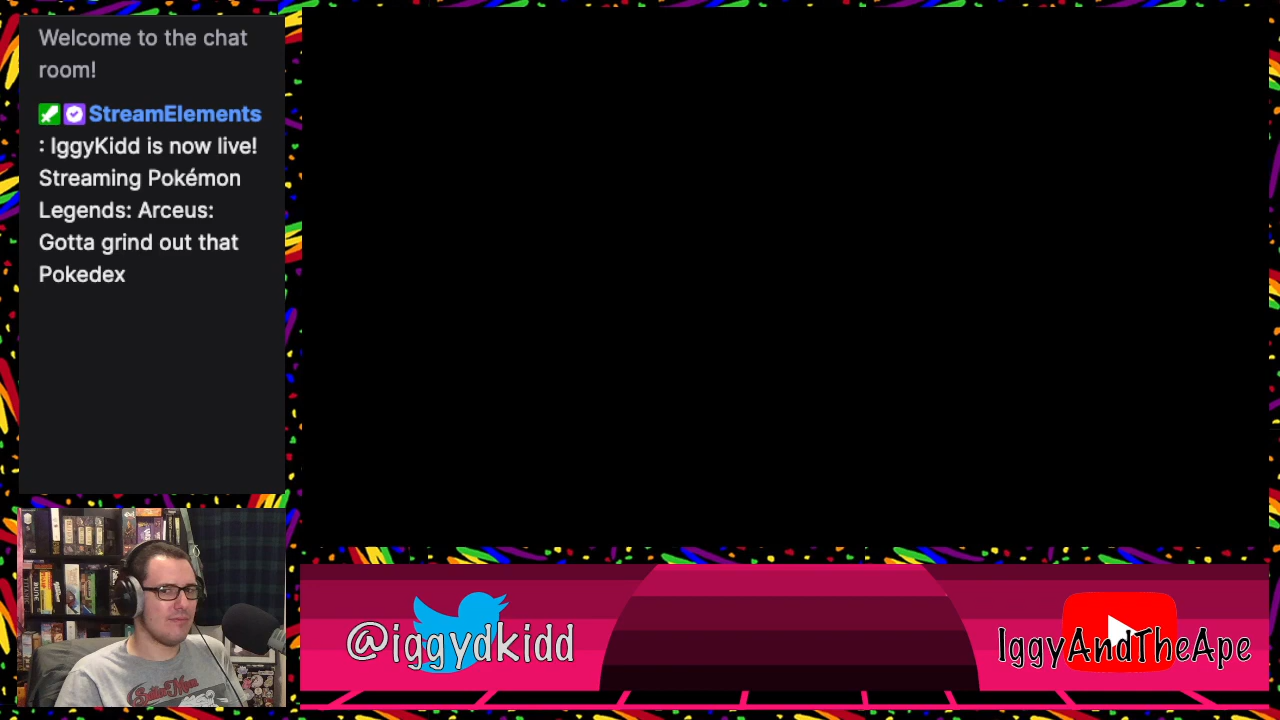 Welcome to the chat
room!
StreamElements
: IggyKidd is now live!
Streaming Pokémon
Legends: Arceus:
Gotta grind out that
Pokedex
@iggydkidd
IggyAndTheApe